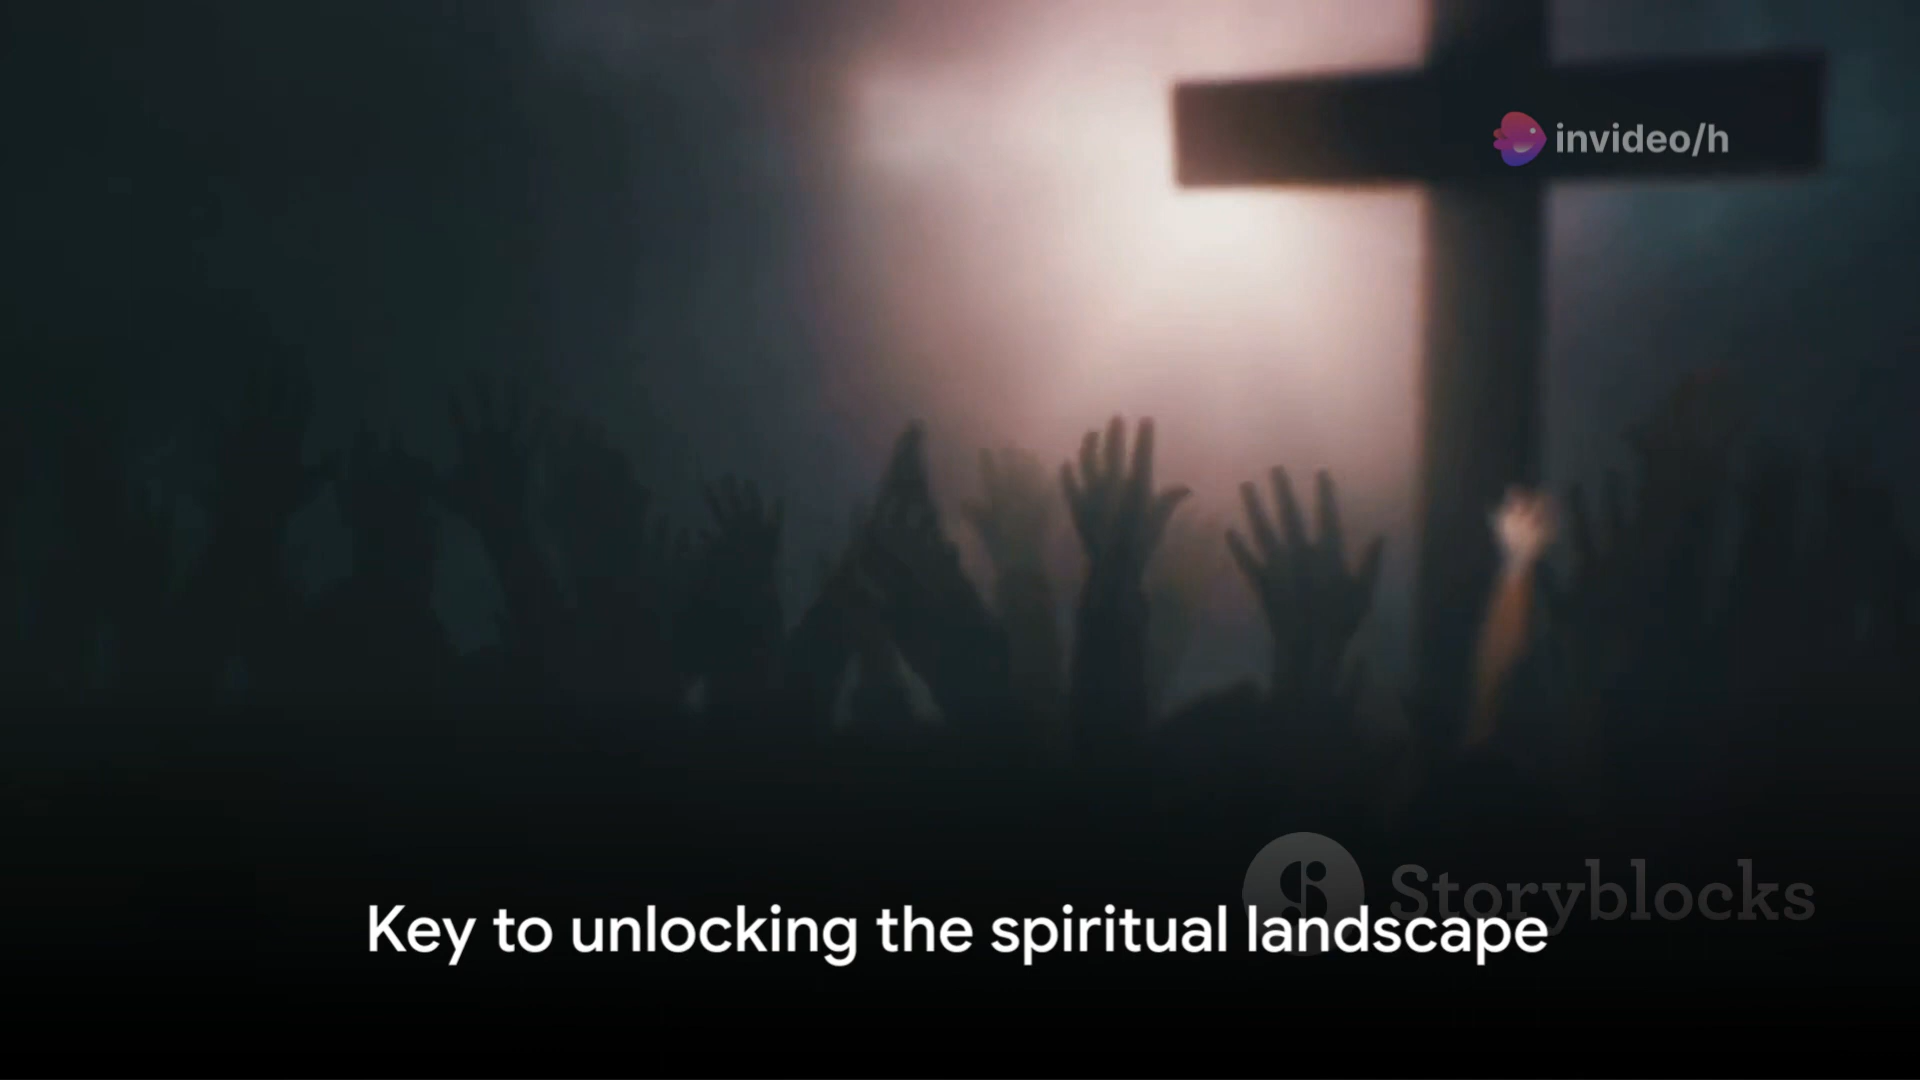 invideo/h
Storyblocks
Key to unlocking the spiritual landscape